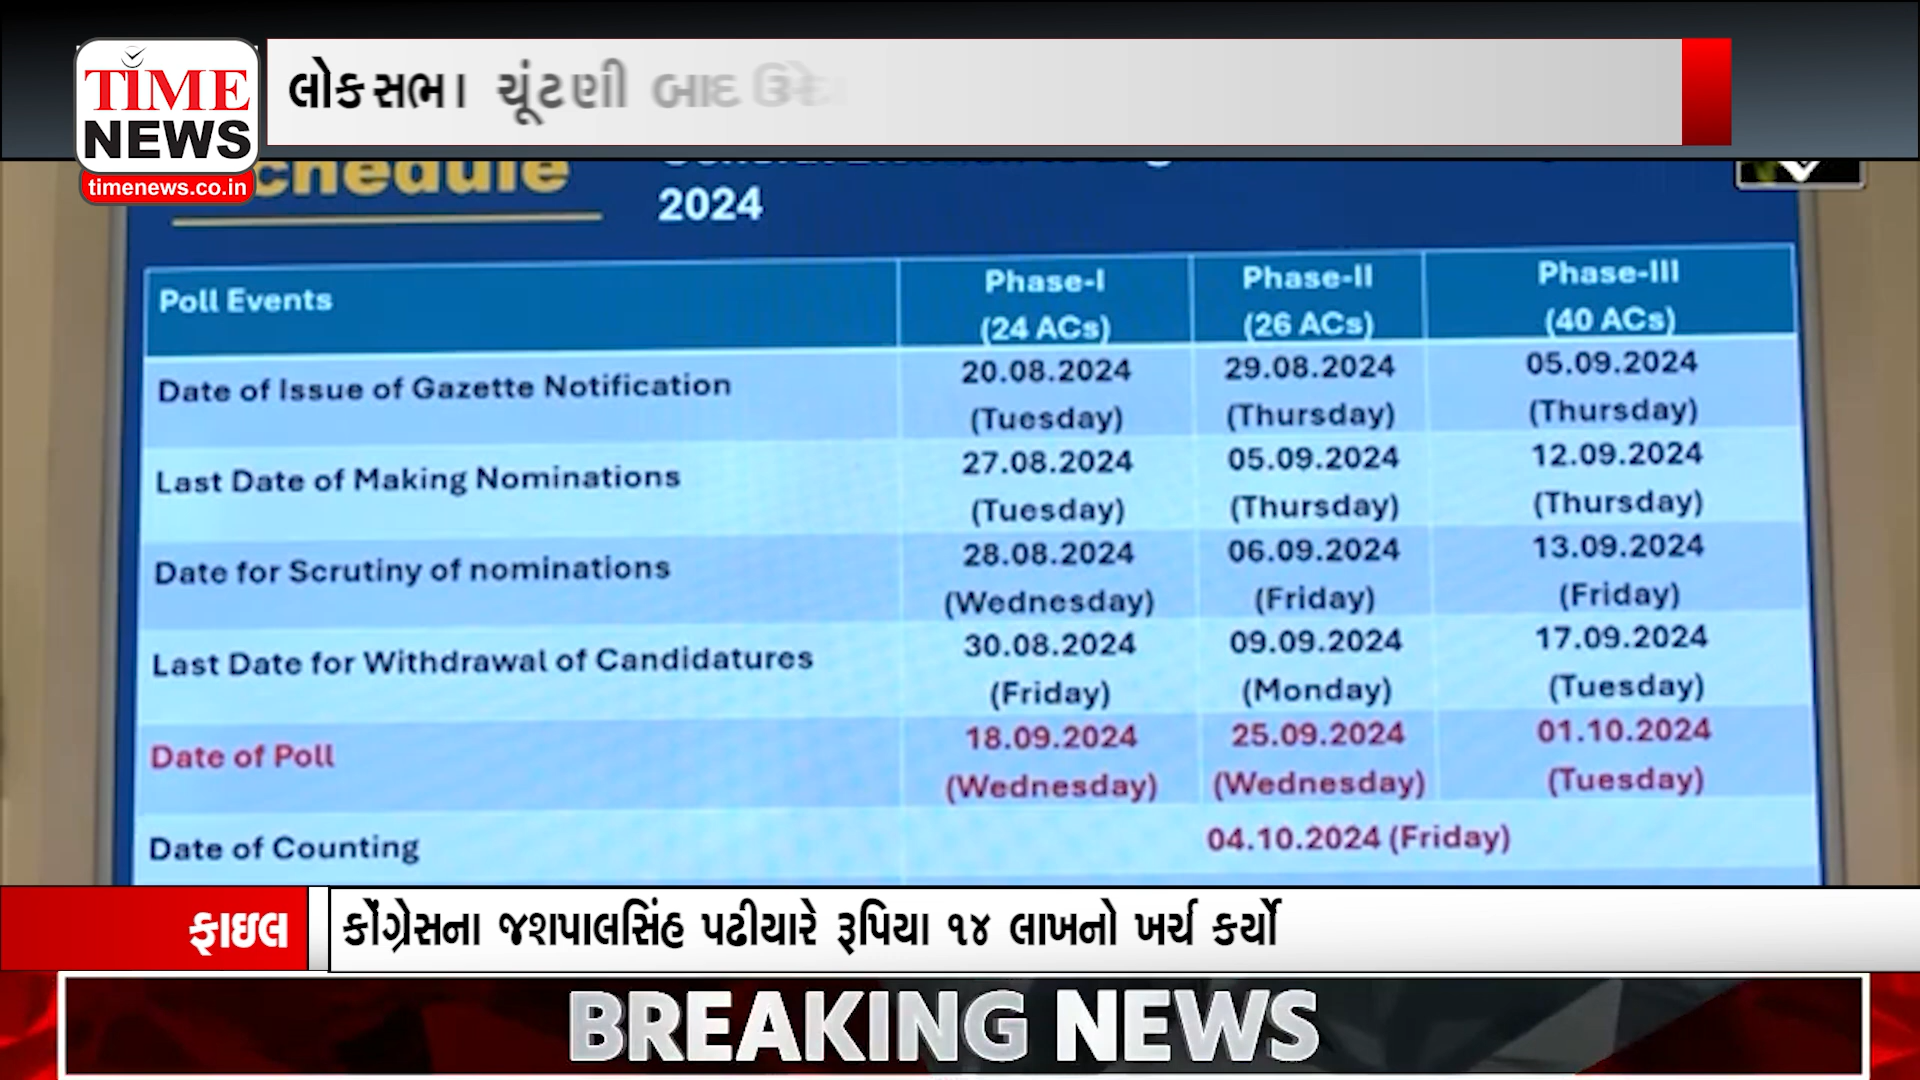 TIME
NEWS
timenews.co.in
લોકસભા ચૂંટણી બાદ
2024
Poll Events
Phase-I
(24 ACs)
Phase-II
(26 ACs)
Phase-III
(40 ACs)
Date of Issue of Gazette Notification
20.08.2024
(Tuesday)
29.08.2024
(Thursday)
05.09.2024
(Thursday)
Last Date of Making Nominations
27.08.2024
(Tuesday)
05.09.2024
(Thursday)
12.09.2024
(Thursday)
Date for Scrutiny of nominations
28.08.2024
(Wednesday)
06.09.2024
(Friday)
13.09.2024
(Friday)
Last Date for Withdrawal of Candidatures
30.08.2024
(Friday)
09.09.2024
(Monday)
17.09.2024
(Tuesday)
Date of Poll
18.09.2024
(Wednesday)
25.09.2024
(Wednesday)
01.10.2024
(Tuesday)
Date of Counting
04.10.2024 (Friday)
ફાઇલ
કોંગ્રેસના જશપાલસિંહ પઢીયારે રૂપિયા ૧૪ લાખનો ખર્ચ કર્યો
BREAKING NEWS